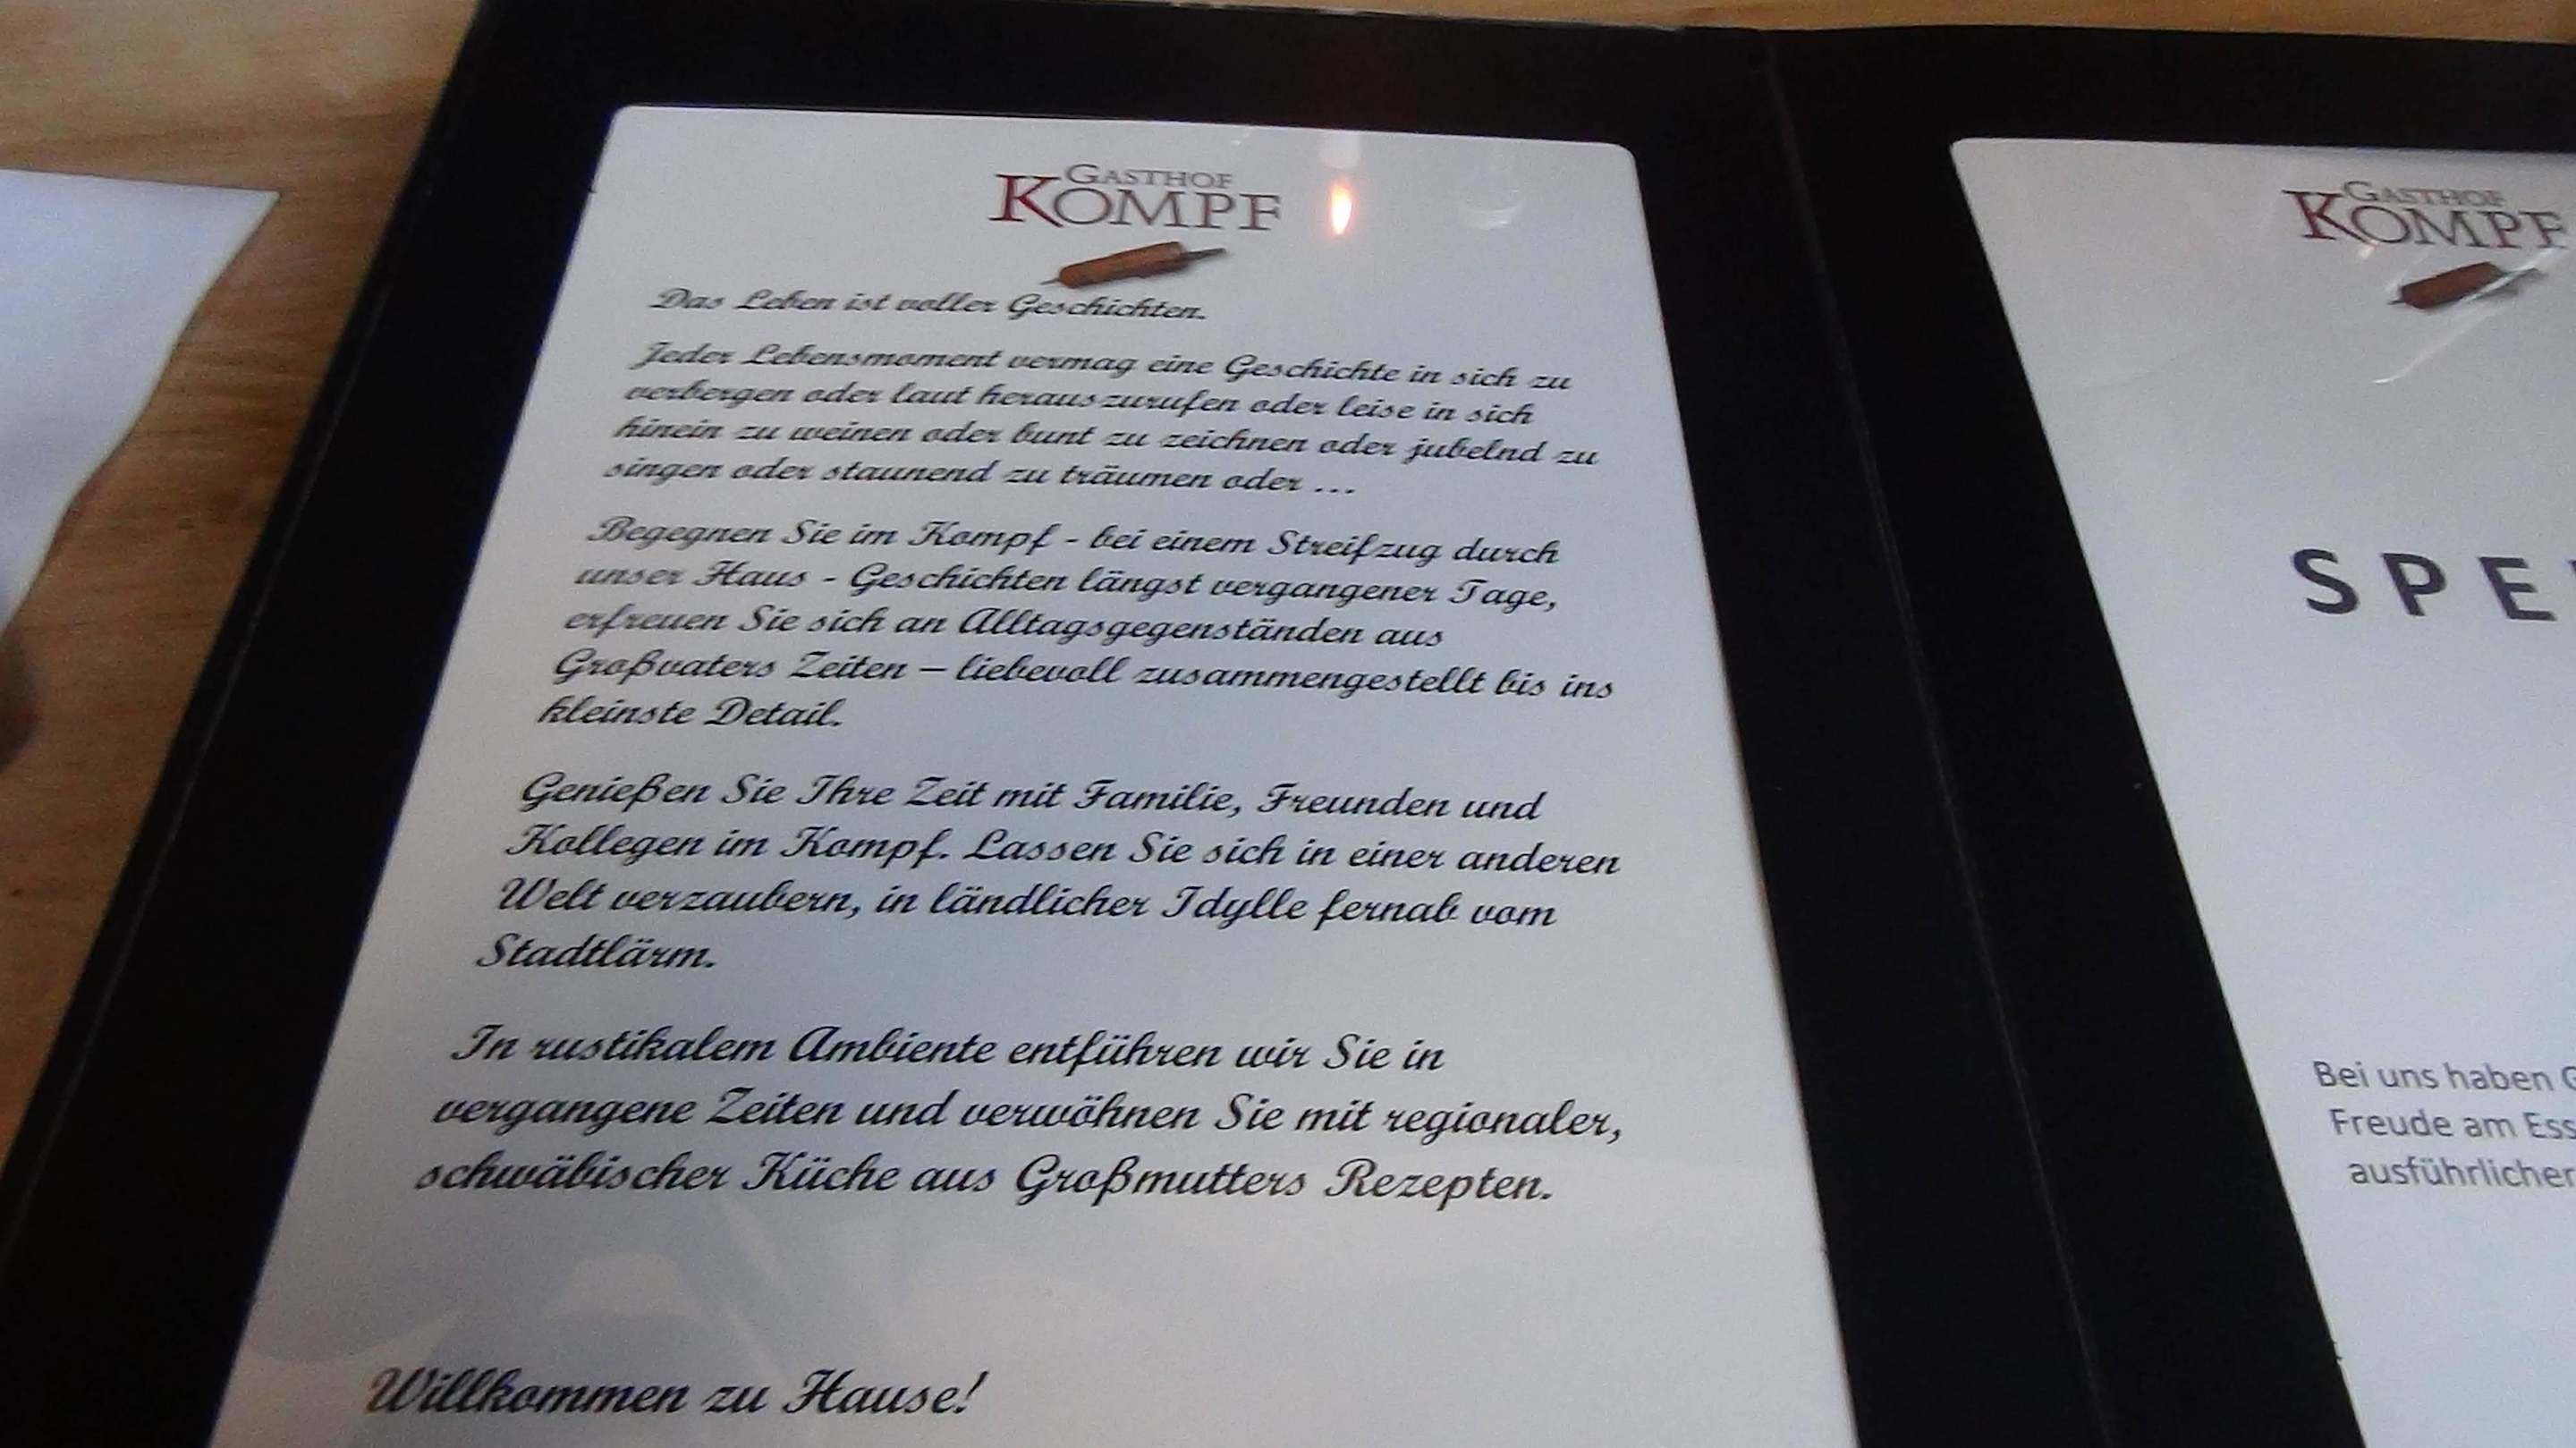 GASTHOF
KOMPF
Das Leben ist voller Geschichten.
Jeder Lebensmoment vermag eine Geschichte in sich zu
verbergen oder laut herauszurufen oder leise in sich
hinein zu weinen oder bunt zu zeichnen oder jubelnd zu
singen oder staunend zu träumen oder ...
Begegnen Sie im Kompf - bei einem Streifzug durch
unser Haus - Geschichten längst vergangener Tage,
erfreuen Sie sich an Alltagsgegenständen aus
Großvaters Zeiten – liebevoll zusammengestellt bis ins
kleinste Detail.
Genießen Sie Ihre Zeit mit Familie, Freunden und
Kollegen im Kompf. Lassen Sie sich in einer anderen
Welt verzaubern, in ländlicher Idylle fernab vom
Stadtlärm.
In rustikalem Ambiente entführen wir Sie in
vergangene Zeiten und verwöhnen Sie mit regionaler,
schwäbischer Küche aus Großmutters Rezepten.
Willkommen zu Hause!
GASTHOF
KOMPF
SPE
Bei uns haben G
Freude am Ess
ausführlicher